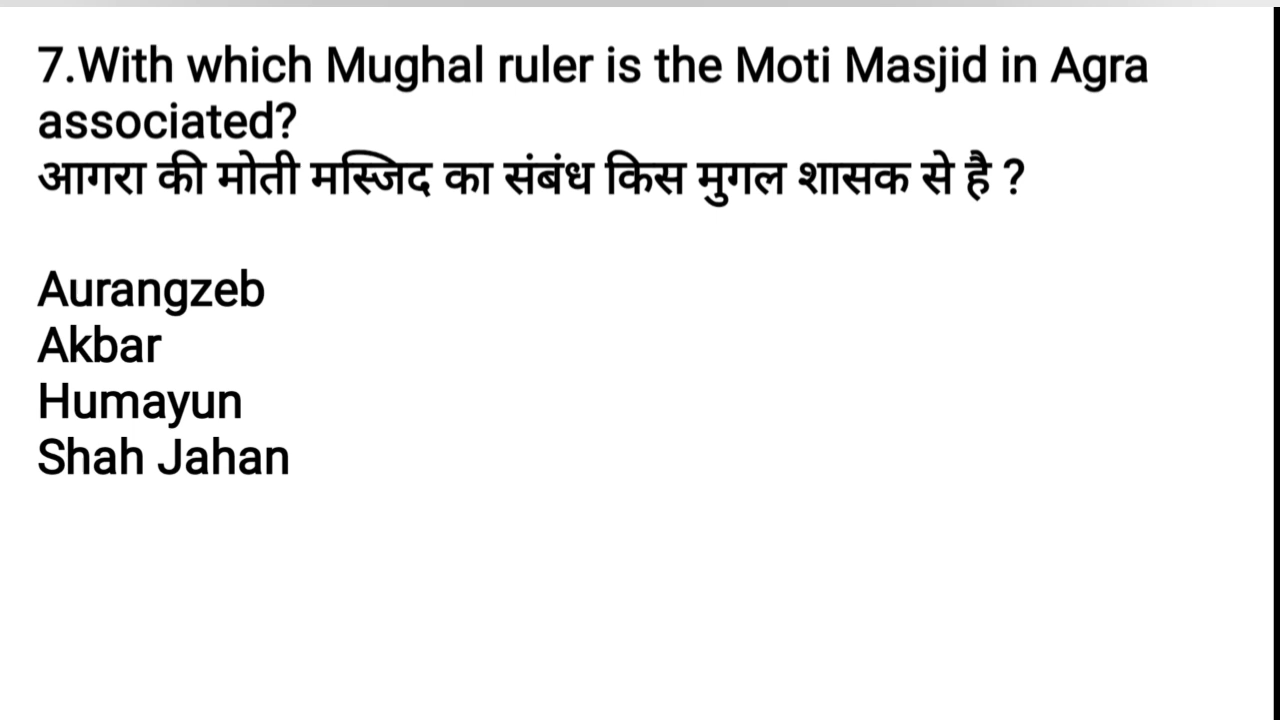 7.With which Mughal ruler is the Moti Masjid in Agra
associated?
आगरा की मोती मस्जिद का संबंध किस मुगल शासक से है ?
Aurangzeb
Akbar
Humayun
Shah Jahan